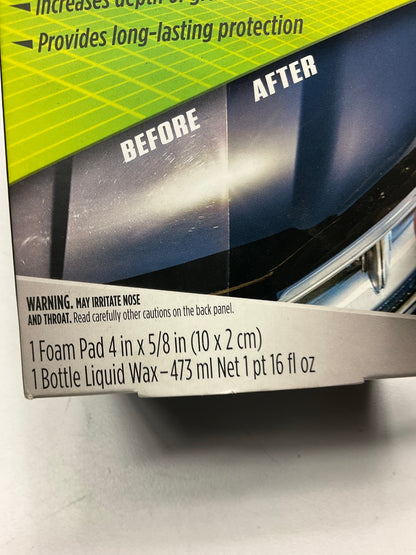 Increases depth of
Provides long-lasting protection
BEFORE
AFTER
WARNING. MAY IRRITATE NOSE
AND THROAT. Read carefully other cautions on the back panel.
1 Foam Pad 4 in x 5/8 in (10 x 2 cm)
1 Bottle Liquid Wax – 473 ml Net 1 pt 16 fl oz